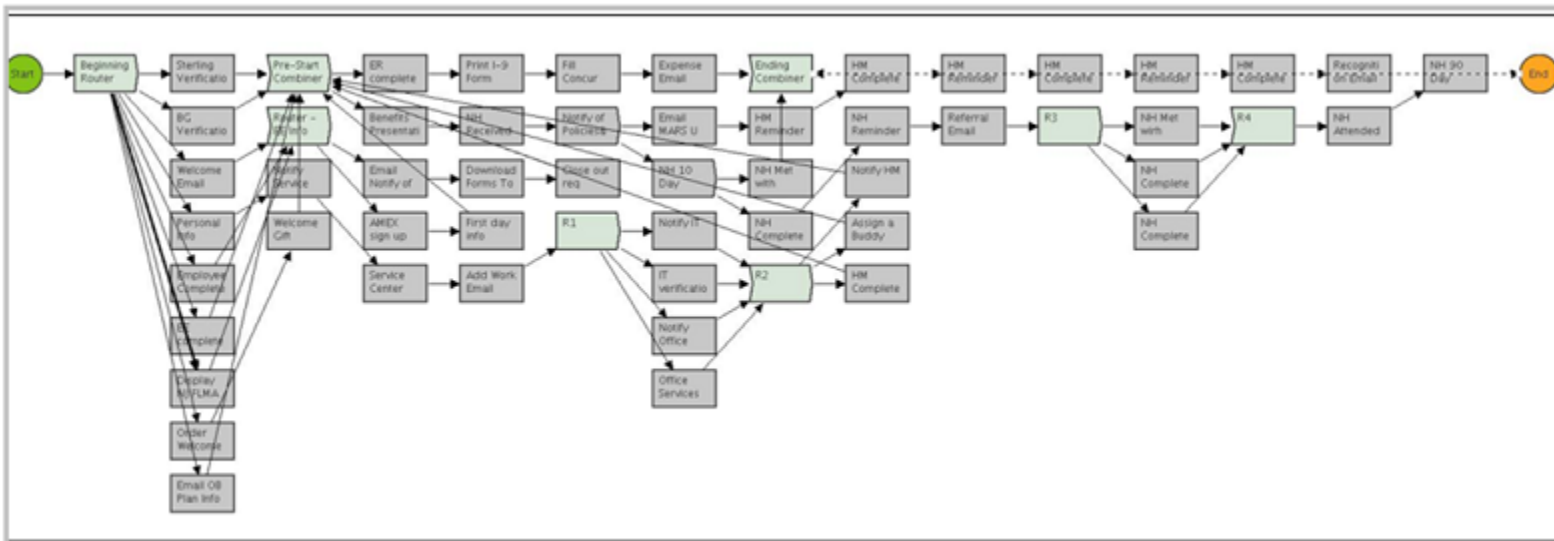 Start
Beginning
Router
Sterling
Verificatio
Pre-Start
Combiner
ER
complete
Print I-9
Form
Fill
Concur
Expense
Email
Ending
Combiner
HM
Complete
HM
Reminder
HM
Complete
HM
Reminder
HM
Complete
Recogniti
on Email
NH 90
Day
End
BG
Verificatio
Router -
Benefits
Presentati
NH
Received
Notify of
Policies&
Email
MARS U
HM
Reminder
NH
Reminder
Referral
Email
R3
NH Met
with
R4
NH
Attended
Welcome
Email
Notify
Service
Email
Notify of
Download
Forms To
Close out
req
NH 10
Day
NH Met
with
Notify HM
NH
Complete
Personal
Info
Welcome
Gift
AMEX
sign up
First day
info
R1
Notify IT
NH
Complete
Assign a
Buddy
NH
Complete
Employee
Complete
Service
Center
Add Work
Email
IT
verificatio
R2
HM
Complete
complete
Notify
Office
Display
Office
Services
Order
Welcome
Email OB
Plan Info